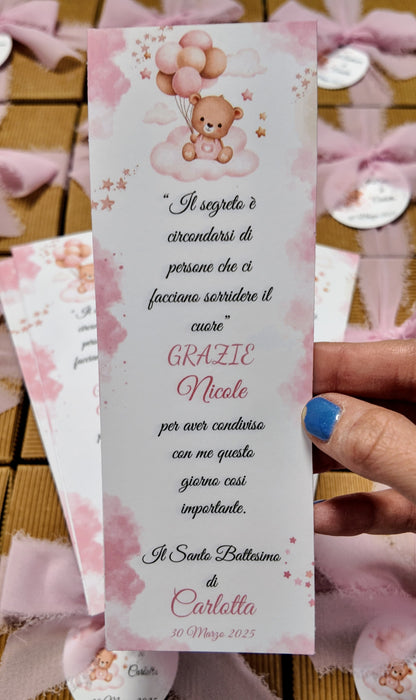 “Il segreto è
circondarsi di
persone che ci
facciano sorridere il
cuore”
GRAZIE
Nicole
per aver condiviso
con me questo
giorno così
importante.
Il Santo Battesimo
di
Carlotta
30 Marzo 2025
Carlotta